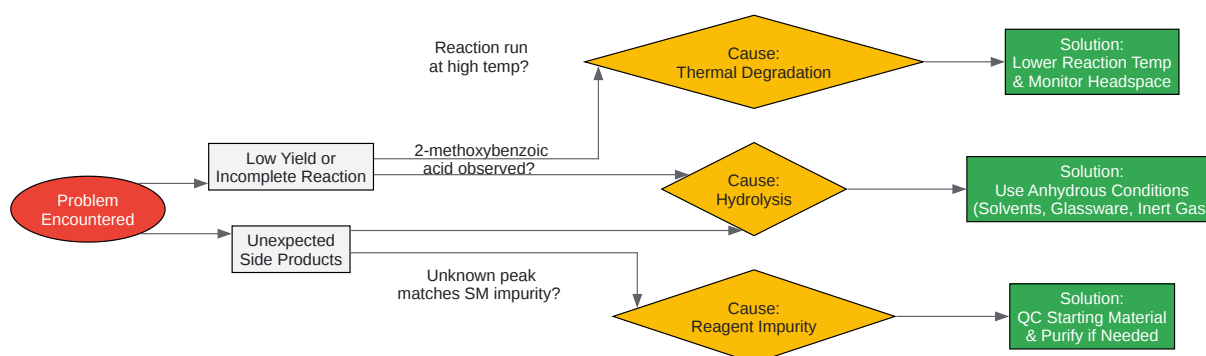 Reaction run
at high temp?
Cause:
Thermal Degradation
Solution:
Lower Reaction Temp
& Monitor Headspace
Low Yield or
Incomplete Reaction
2-methoxybenzoic
acid observed?
Cause:
Hydrolysis
Solution:
Use Anhydrous Conditions
(Solvents, Glassware, Inert Gas
Problem
Encountered
Unexpected
Side Products
Unknown peak
matches SM impurity?
Cause:
Reagent Impurity
Solution:
QC Starting Material
& Purify if Needed